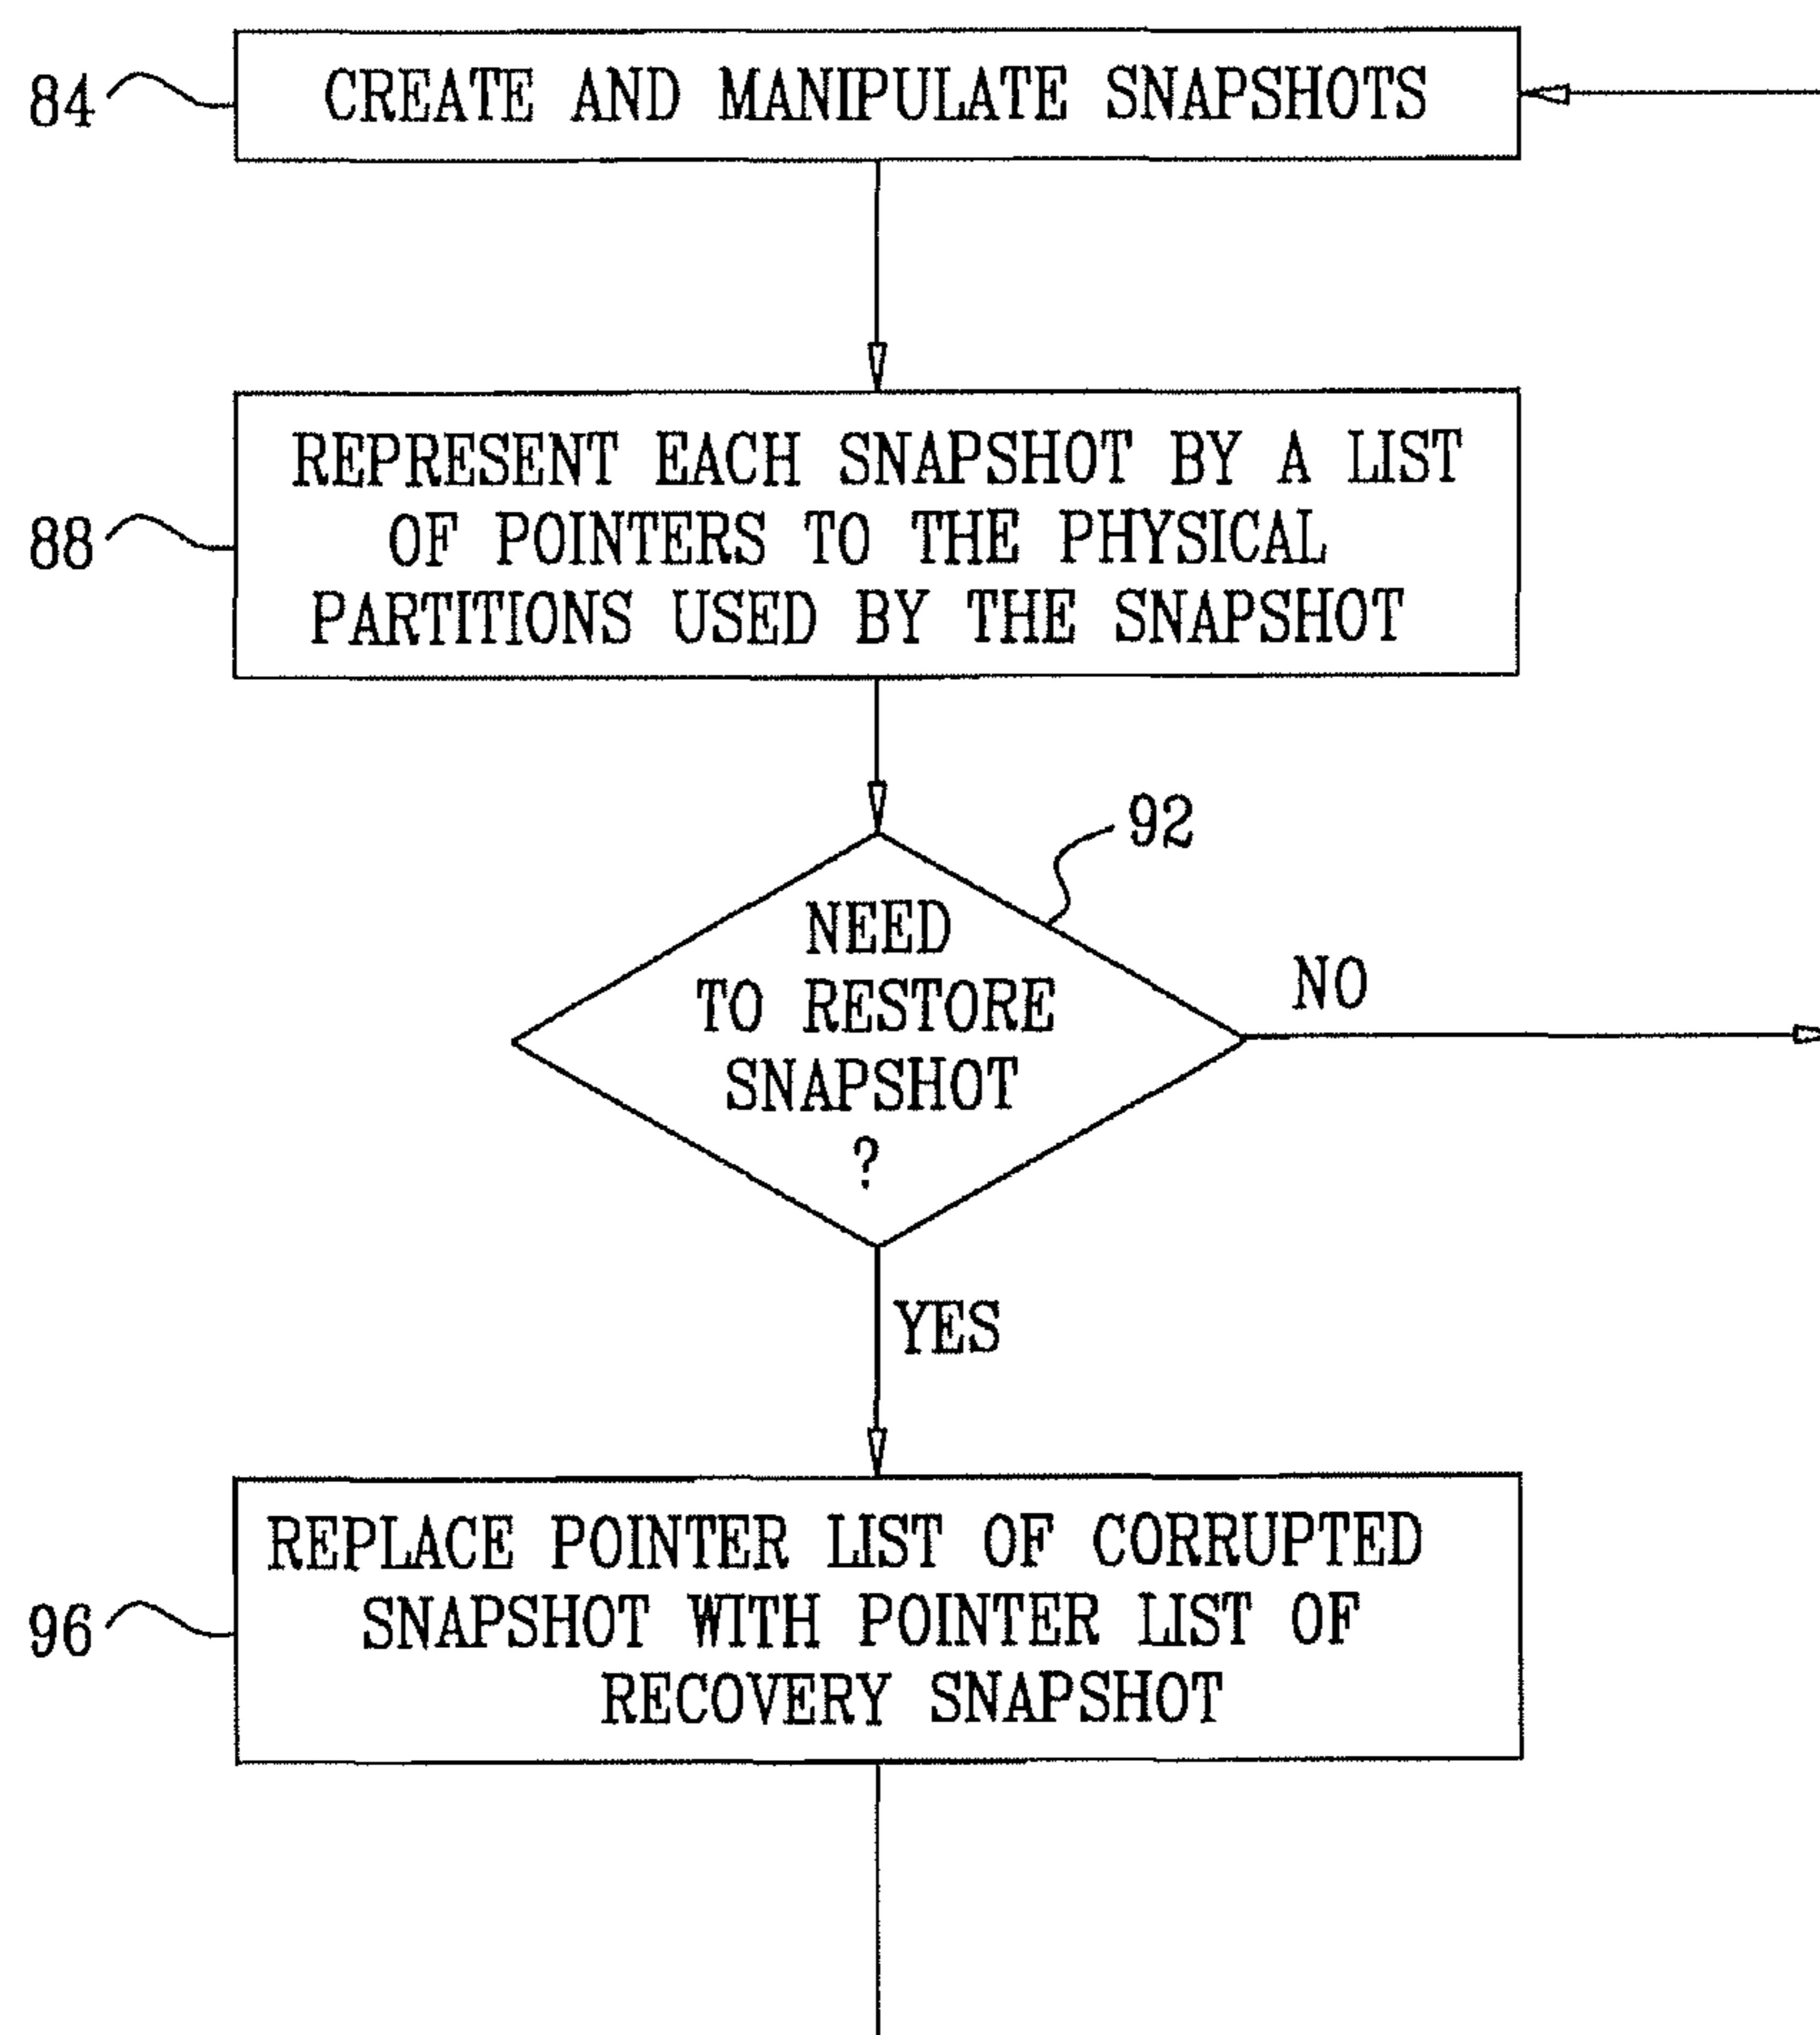 84
CREATE AND MANIPULATE SNAPSHOTS
88
REPRESENT EACH SNAPSHOT BY A LIST
OF POINTERS TO THE PHYSICAL
PARTITIONS USED BY THE SNAPSHOT
92
NEED
TO RESTORE
SNAPSHOT
?
NO
YES
96
REPLACE POINTER LIST OF CORRUPTED
SNAPSHOT WITH POINTER LIST OF
RECOVERY SNAPSHOT